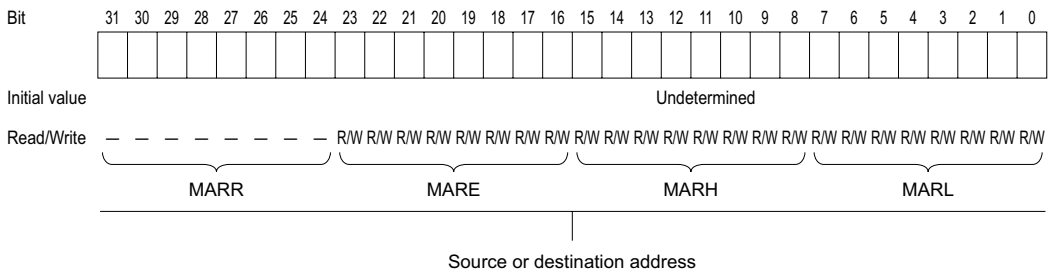 Bit 31 30 29 28 27 26 25 24 23 22 21 20 19 18 17 16 15 14 13 12 11 10 9 8 7 6 5 4 3 2 1 0
Initial value Undetermined
Read/Write — — — — — — — — R/W R/W R/W R/W R/W R/W R/W R/W R/W R/W R/W R/W R/W R/W R/W R/W R/W R/W R/W R/W R/W R/W R/W R/W
MARR MARE MARH MARL
Source or destination address